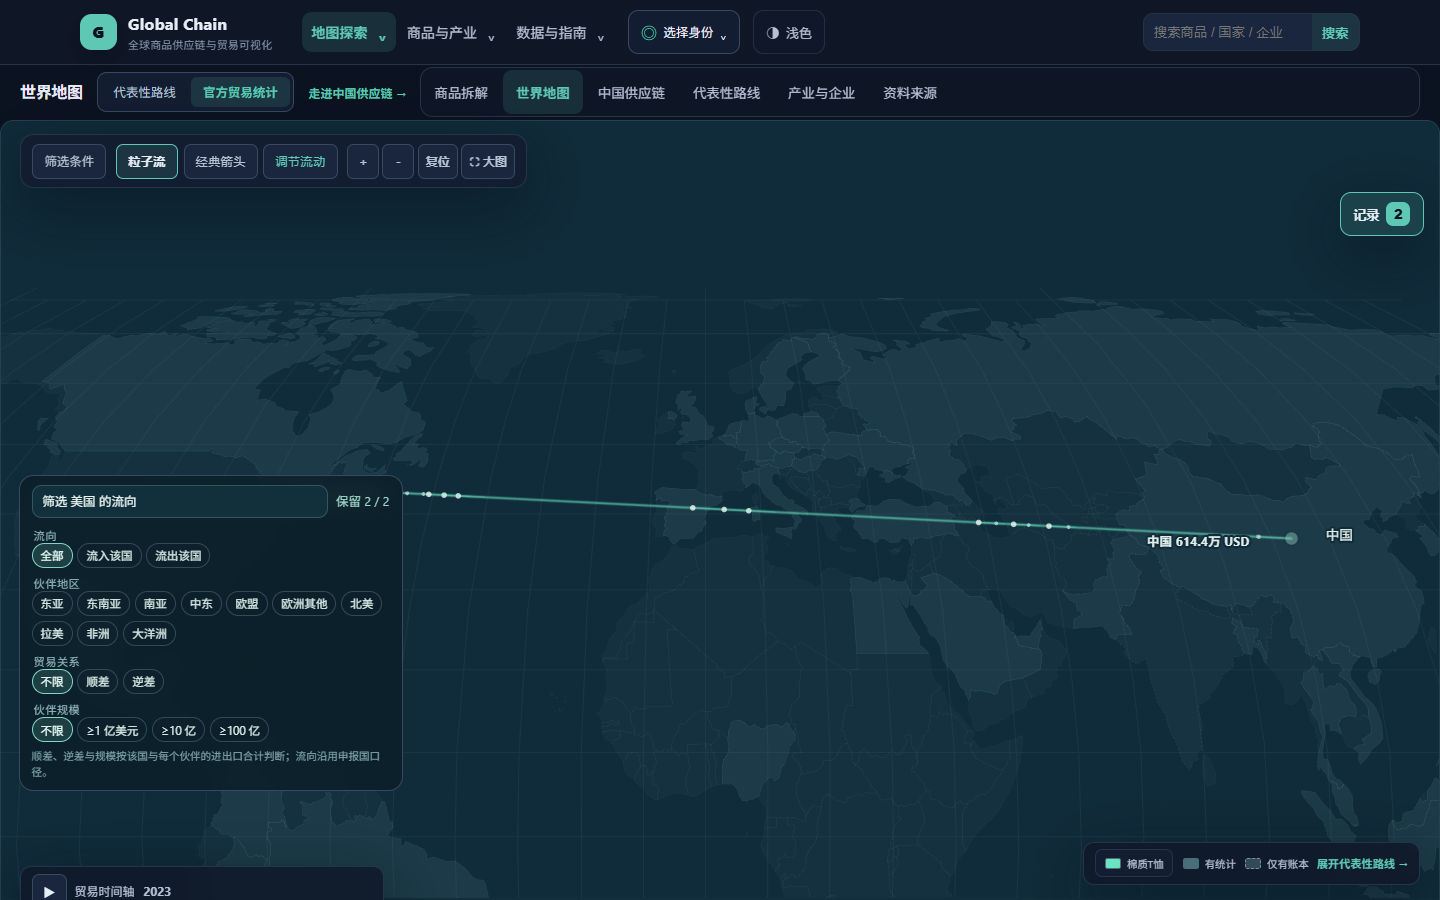 G
Global Chain
全球商品供应链与贸易可视化
地图探索
商品与产业
数据与指南
选择身份
浅色
搜索商品 / 国家 / 企业
搜索
世界地图
代表性路线
官方贸易统计
走进中国供应链 →
商品拆解
世界地图
中国供应链
代表性路线
产业与企业
资料来源
筛选条件
粒子流
经典箭头
调节流动
+
-
复位
大图
记录 2
筛选 美国 的流向
保留 2 / 2
流向
全部
流入该国
流出该国
伙伴地区
东亚
东南亚
南亚
中东
欧盟
欧洲其他
北美
拉美
非洲
大洋洲
贸易关系
不限
顺差
逆差
伙伴规模
不限
≥1 亿美元
≥10 亿
≥100 亿
顺差、逆差与规模按该国与每个伙伴的进出口合计判断；流向沿用申报国口
径。
中国 614.4万 USD
中国
贸易时间轴 2023
棉质T恤
有统计
仅有账本
展开代表性路线 →